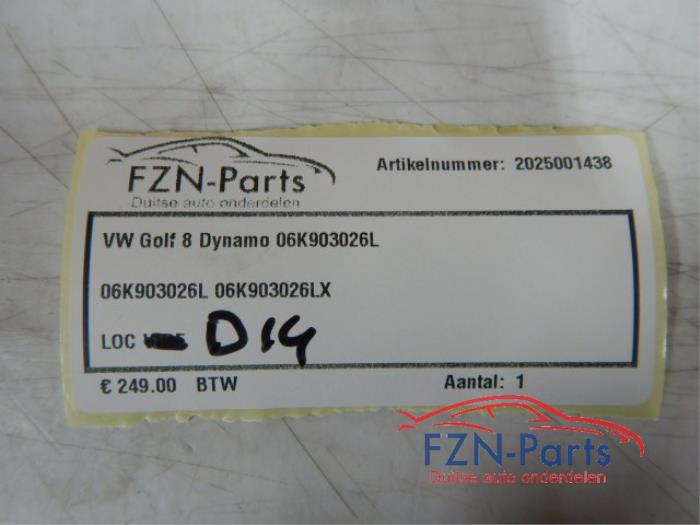 FZN-Parts
Duitse auto onderdelen
Artikelnummer: 2025001438
VW Golf 8 Dynamo 06K903026L
06K903026L 06K903026LX
LOC D14
€ 249.00 BTW
Aantal: 1
FZN-Parts
Duitse auto onderdelen